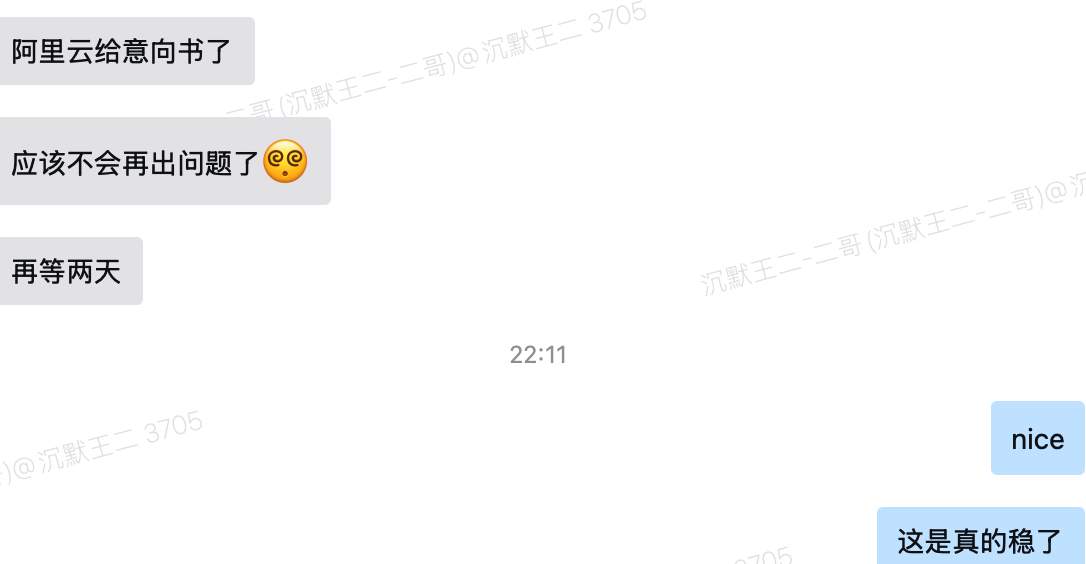 阿里云给意向书了
二哥(沉默王二-二哥)@沉默王二 3705
应该不会再出问题了😵‍💫
沉默王二-二哥(沉默王二-二哥)@沉
再等两天
22:11
)@沉默王二 3705
nice
这是真的稳了
3705